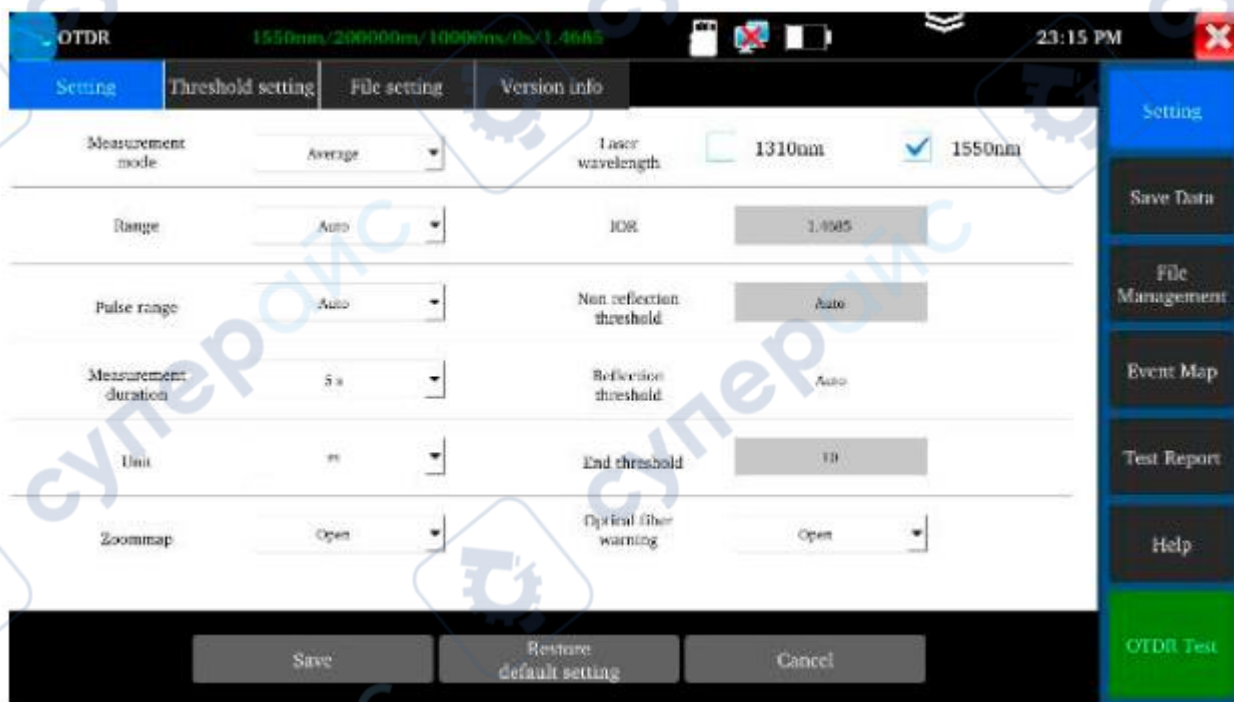 OTDR
1550nm/200000m/10000ns/0s/1.4685
23:15 PM
Setting
Threshold setting
File setting
Version info
Measurement
mode
Average
Laser
wavelength
1310nm
1550nm
Range
Auto
IOR
1.4685
Pulse range
Auto
Non reflection
threshold
Auto
Measurement
duration
5 s
Reflection
threshold
Auto
Unit
m
End threshold
10
Zoommap
Open
Optical fiber
warning
Open
Save
Restore
default setting
Cancel
Setting
Save Data
File
Management
Event Map
Test Report
Help
OTDR Test
суперайс
суперайс